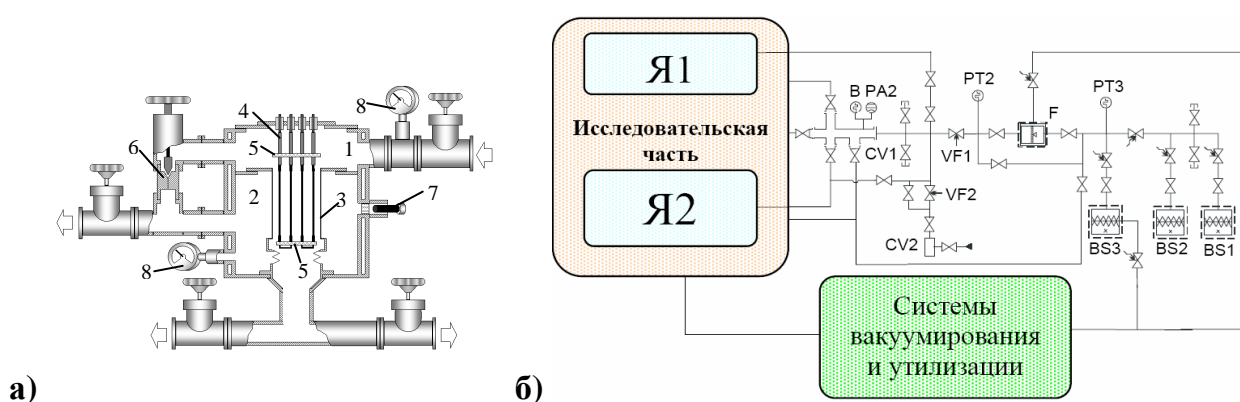 8
4
5
1
6
2
3
7
8
5
а)
Я1
Исследовательская
часть
Я2
B PA2
PT2
PT3
F
CV1
VF1
VF2
CV2
BS3
BS2
BS1
Системы
вакуумирования
и утилизации
б)